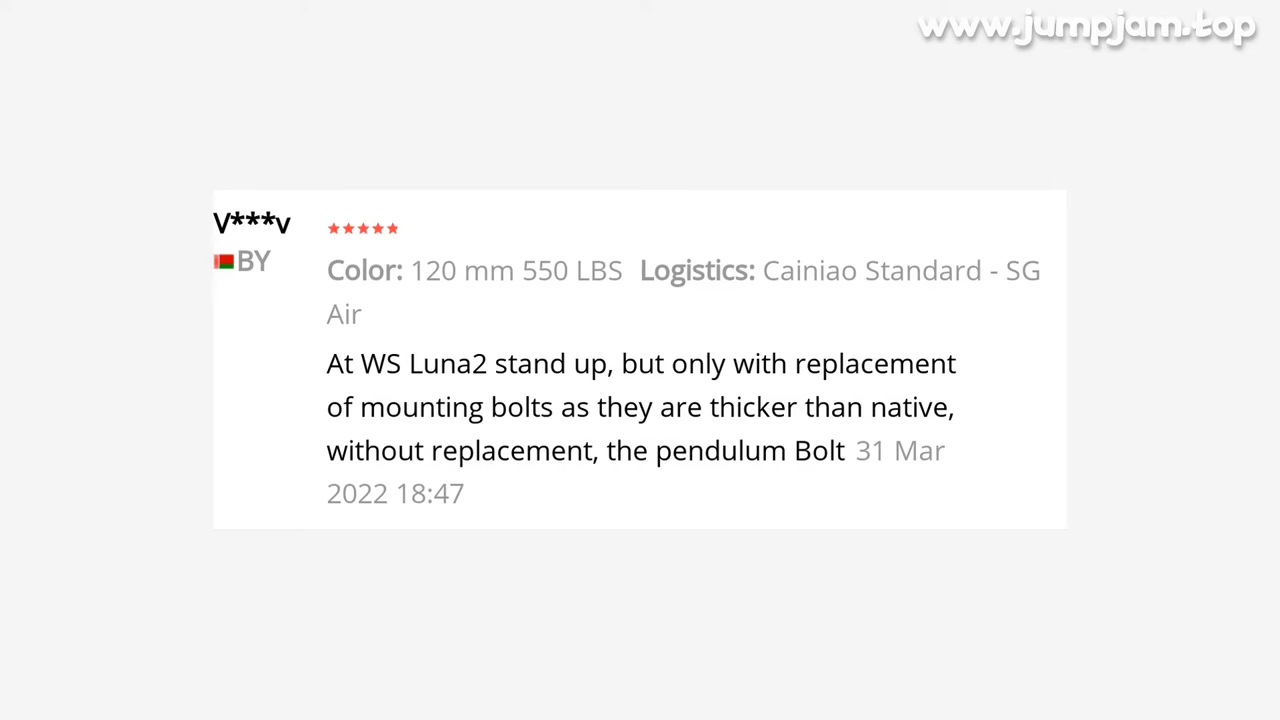 www.jumpjam.top
V***v
BY
Color: 120 mm 550 LBS Logistics: Cainiao Standard - SG
Air
At WS Luna2 stand up, but only with replacement
of mounting bolts as they are thicker than native,
without replacement, the pendulum Bolt 31 Mar
2022 18:47